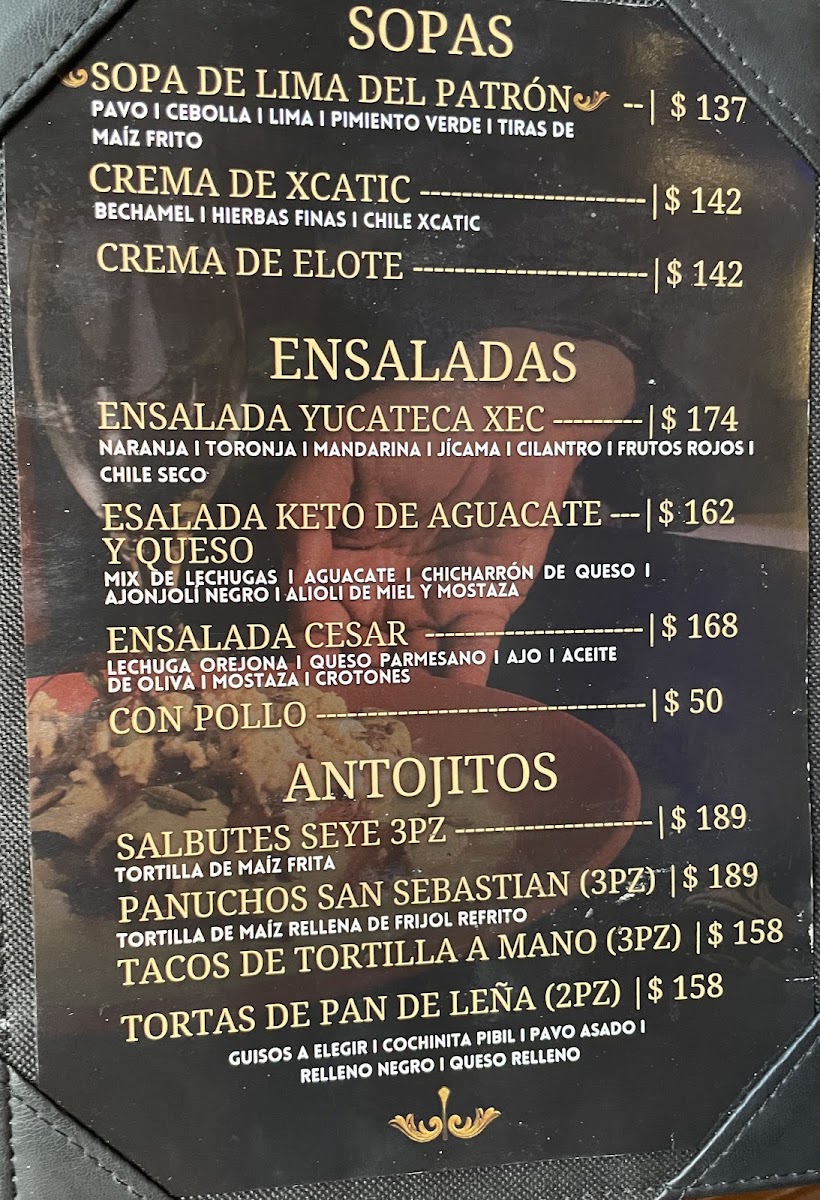 SOPAS
SOPA DE LIMA DEL PATRÓN --| $ 137
PAVO | CEBOLLA | LIMA | PIMIENTO VERDE | TIRAS DE
MAÍZ FRITO
CREMA DE XCATIC ----------------------|$ 142
BECHAMEL | HIERBAS FINAS | CHILE XCATIC
CREMA DE ELOTE -----------------------|$ 142
ENSALADAS
ENSALADA YUCATECA XEC ---------|$ 174
NARANJA | TORONJA | MANDARINA | JÍCAMA | CILANTRO | FRUTOS ROJOS |
CHILE SECO
ESALADA KETO DE AGUACATE ---|$ 162
Y QUESO
MIX DE LECHUGAS | AGUACATE | CHICHARRÓN DE QUESO |
AJONJOLÍ NEGRO | ALIOLI DE MIEL Y MOSTAZA
ENSALADA CESAR ---------------------|$ 168
LECHUGA OREJONA | QUESO PARMESANO | AJO | ACEITE
DE OLIVA | MOSTAZA | CROTONES
CON POLLO --------------------------------|$ 50
ANTOJITOS
SALBUTES SEYE 3PZ -------------------|$ 189
TORTILLA DE MAÍZ FRITA
PANUCHOS SAN SEBASTIAN (3PZ) |$ 189
TORTILLA DE MAÍZ RELLENA DE FRIJOL REFRITO
TACOS DE TORTILLA A MANO (3PZ) |$ 158
TORTAS DE PAN DE LEÑA (2PZ) |$ 158
GUISOS A ELEGIR | COCHINITA PIBIL | PAVO ASADO |
RELLENO NEGRO | QUESO RELLENO